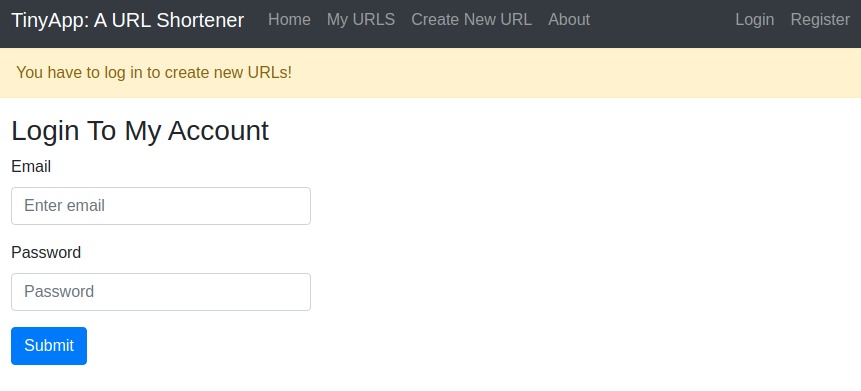 TinyApp: A URL Shortener Home My URLS Create New URL About Login Register
You have to log in to create new URLs!
Login To My Account
Email
Enter email
Password
Password
Submit